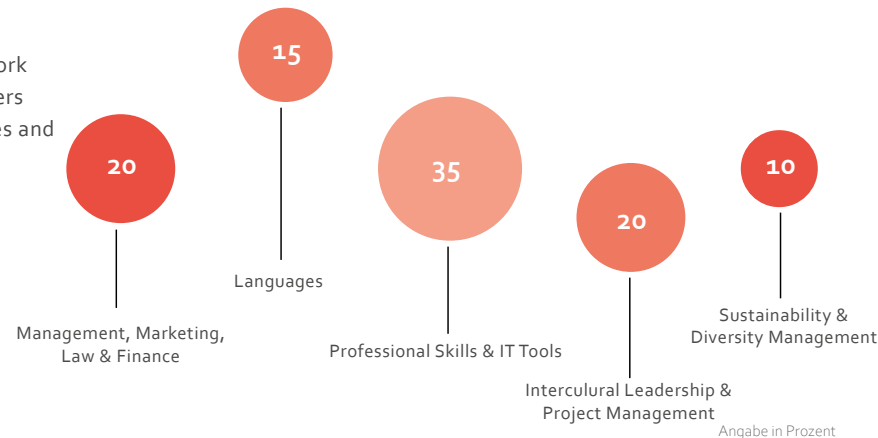 ork
ers
es and
20
Management, Marketing,
Law & Finance
15
Languages
35
Professional Skills & IT Tools
20
Interculural Leadership &
Project Management
10
Sustainability &
Diversity Management
Angabe in Prozent